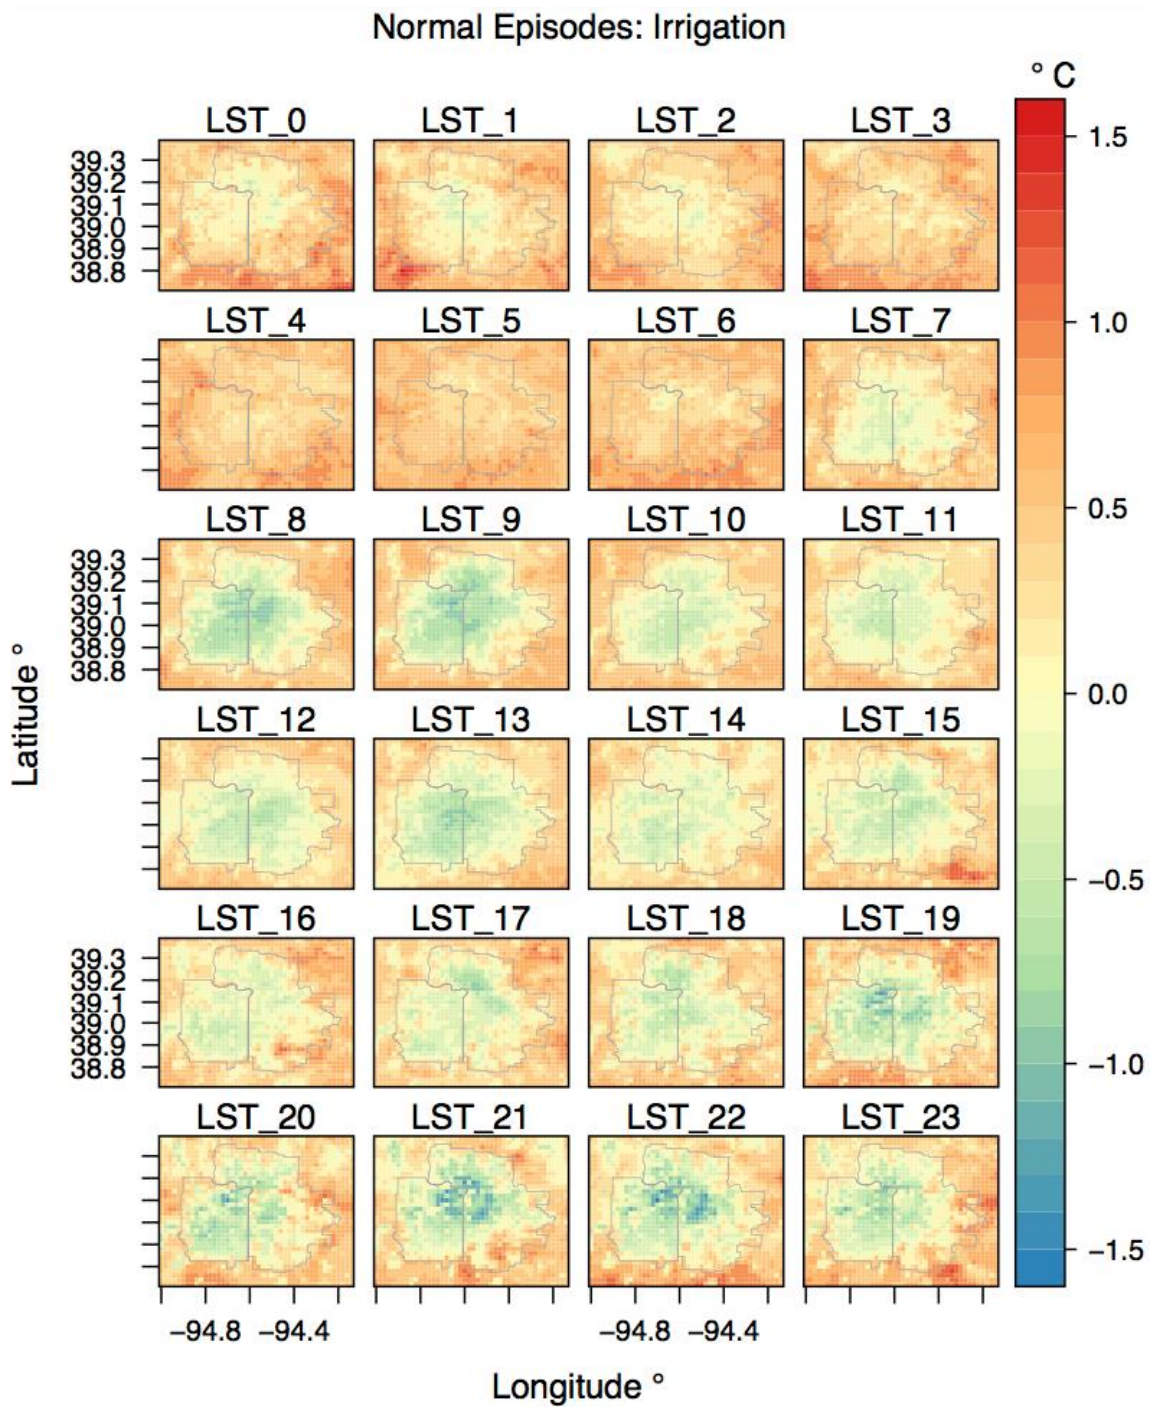 Normal Episodes: Irrigation
° C
LST_0 LST_1 LST_2 LST_3
39.3
39.2
39.1
39.0
38.9
38.8
LST_4 LST_5 LST_6 LST_7
LST_8 LST_9 LST_10 LST_11
39.3
39.2
39.1
39.0
38.9
38.8
LST_12 LST_13 LST_14 LST_15
LST_16 LST_17 LST_18 LST_19
39.3
39.2
39.1
39.0
38.9
38.8
LST_20 LST_21 LST_22 LST_23
−94.8 −94.4 −94.8 −94.4
Latitude °
Longitude °
1.5
1.0
0.5
0.0
−0.5
−1.0
−1.5